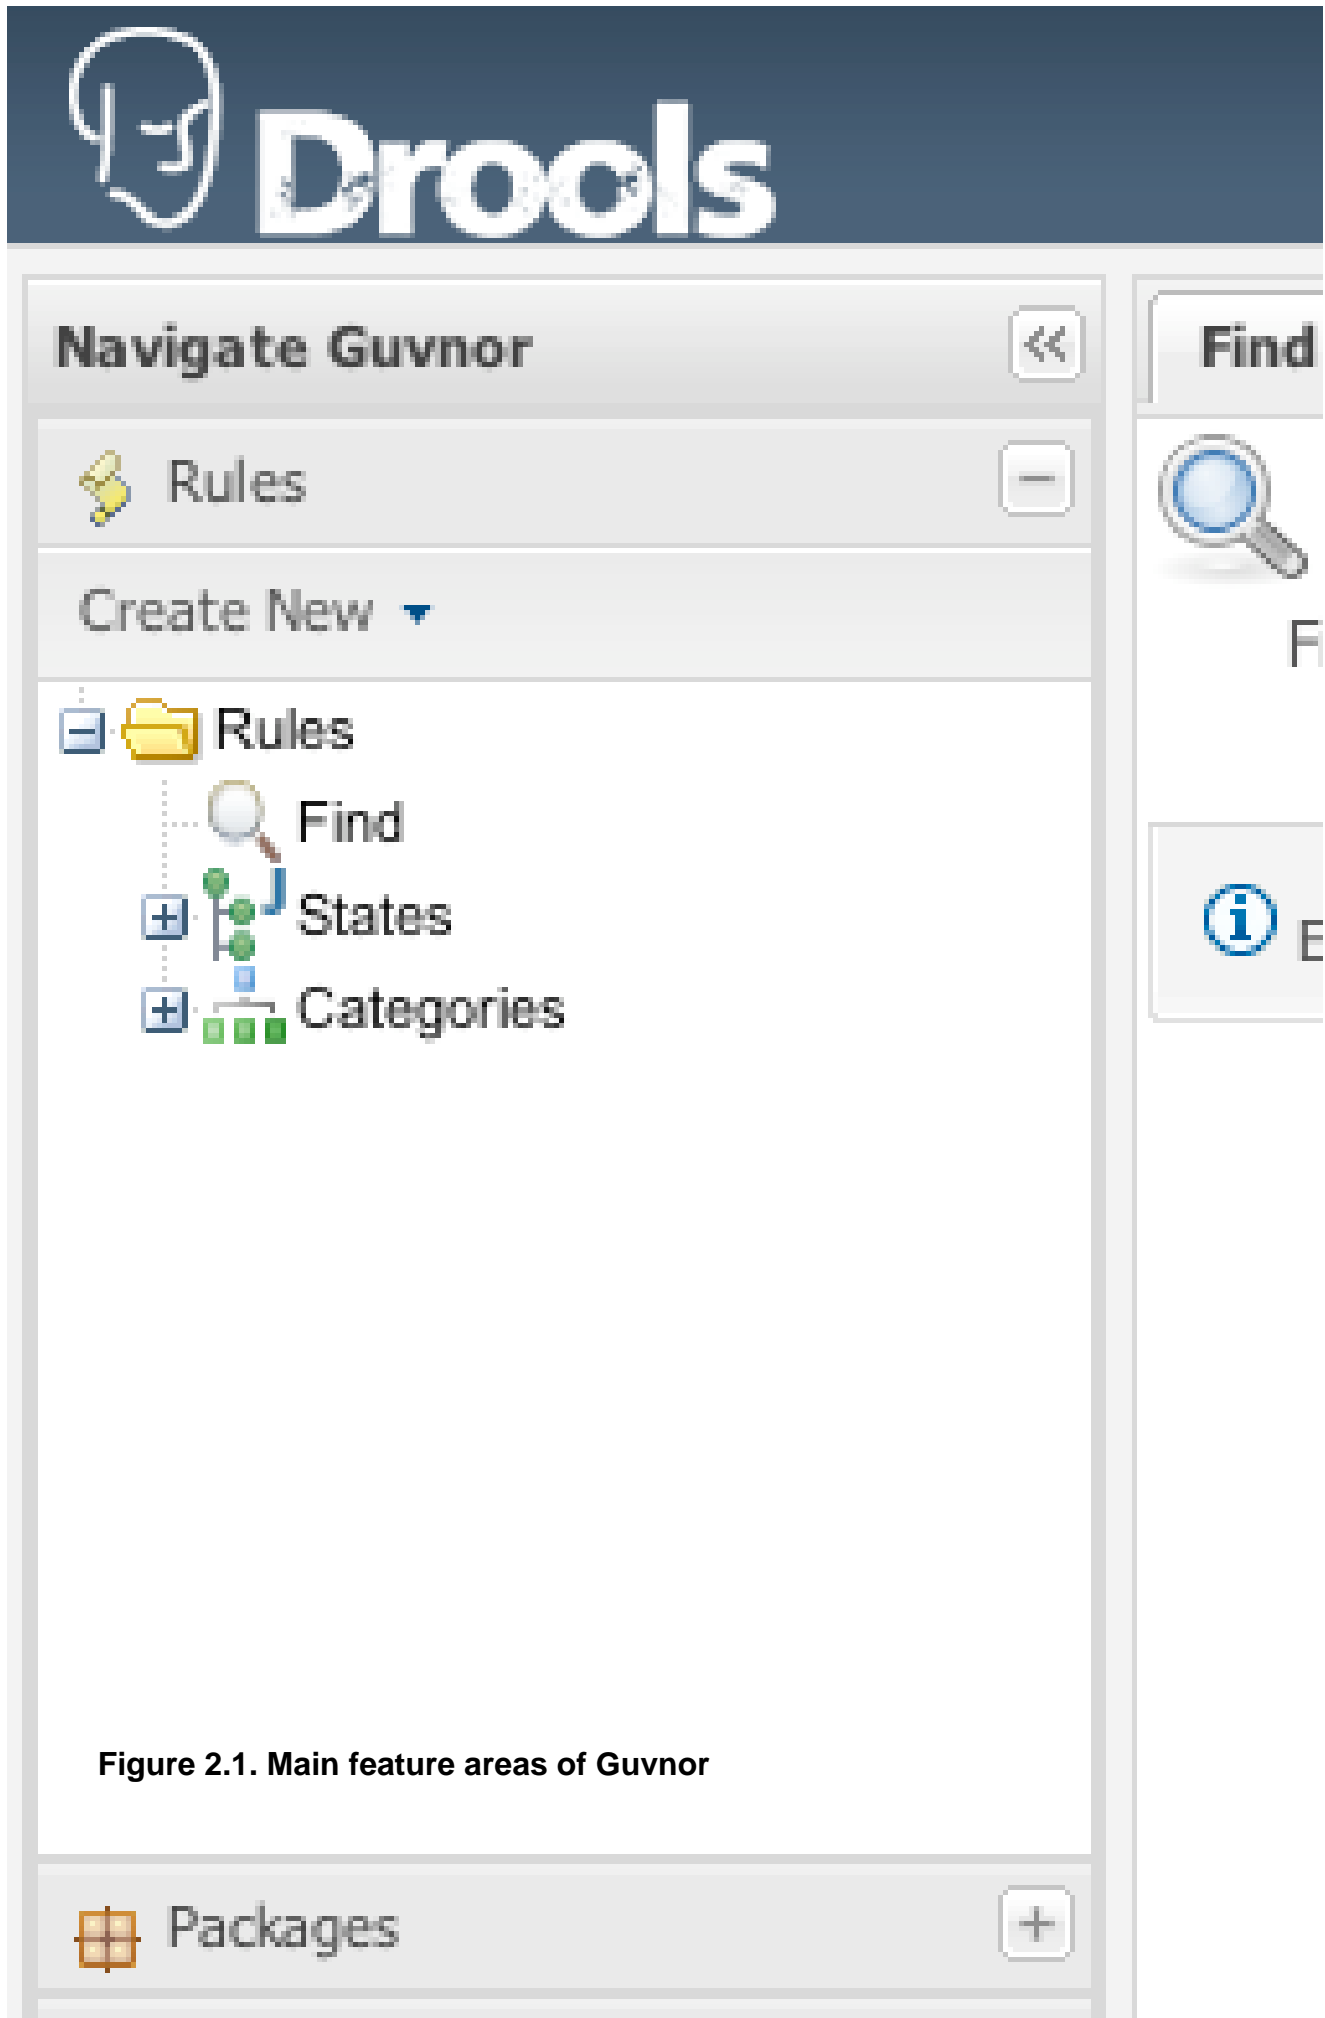 Drools
Navigate Guvnor
Find
Rules
Create New
Rules
Find
States
Categories
Figure 2.1. Main feature areas of Guvnor
Packages